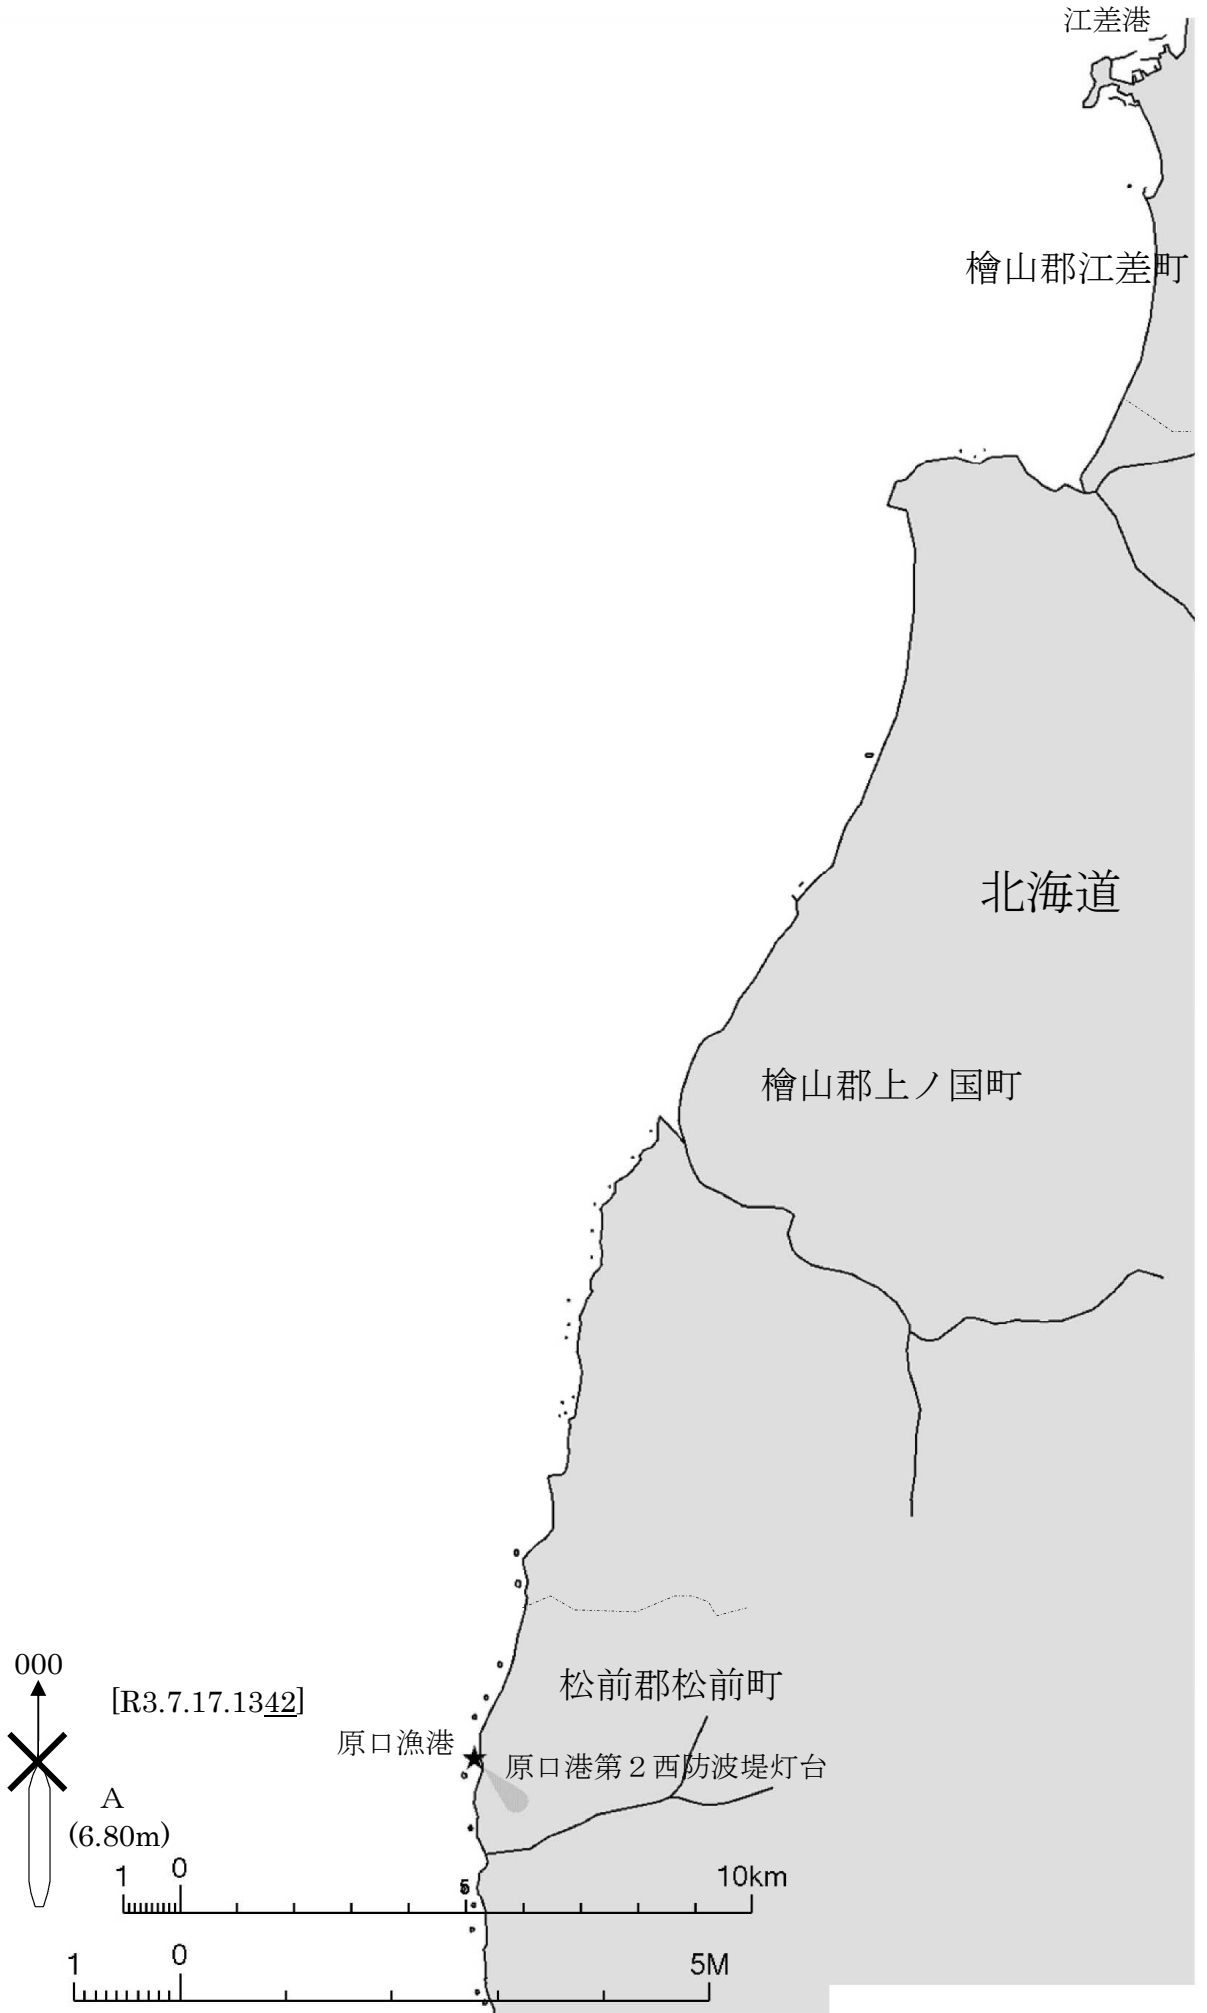 江差港
檜山郡江差町
北海道
檜山郡上ノ国町
松前郡松前町
000
[R3.7.17.1342]
原口漁港
原口港第２西防波堤灯台
A
(6.80m)
1 0 5 10km
1 0 5M